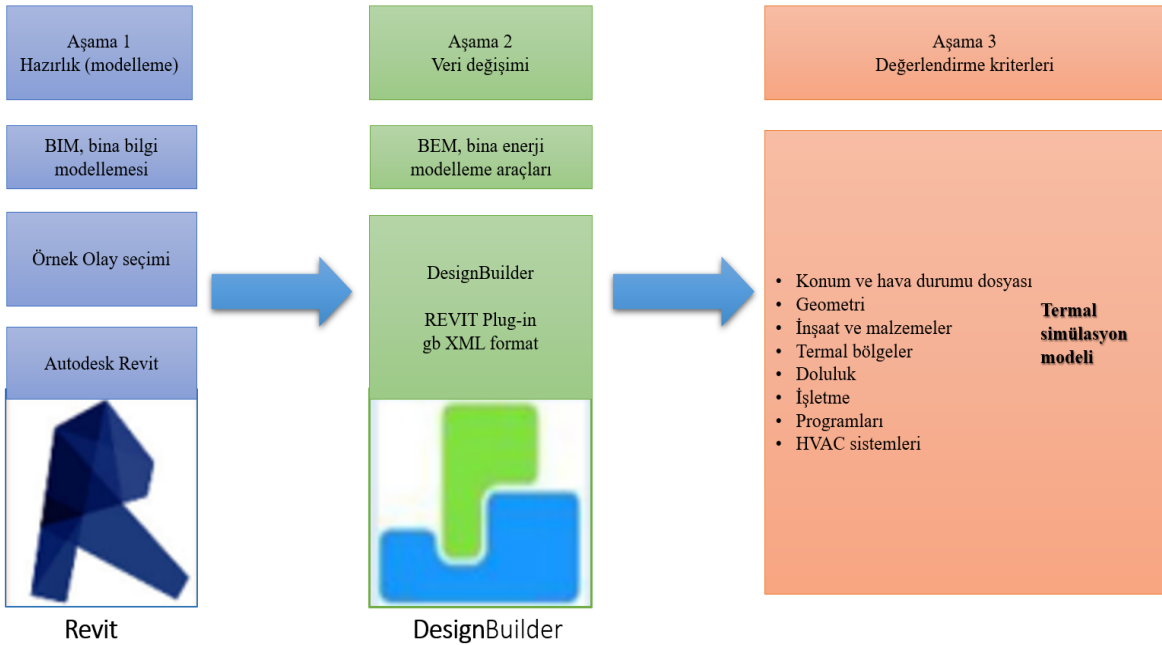 Aşama 1
Hazırlık (modelleme)
BIM, bina bilgi
modellemesi
Örnek Olay seçimi
Autodesk Revit
Revit
Aşama 2
Veri değişimi
BEM, bina enerji
modelleme araçları
DesignBuilder
REVIT Plug-in
gb XML format
DesignBuilder
Aşama 3
Değerlendirme kriterleri
• Konum ve hava durumu dosyası
• Geometri
• İnşaat ve malzemeler
• Termal bölgeler
• Doluluk
• İşletme
• Programları
• HVAC sistemleri
Termal
simülasyon
modeli